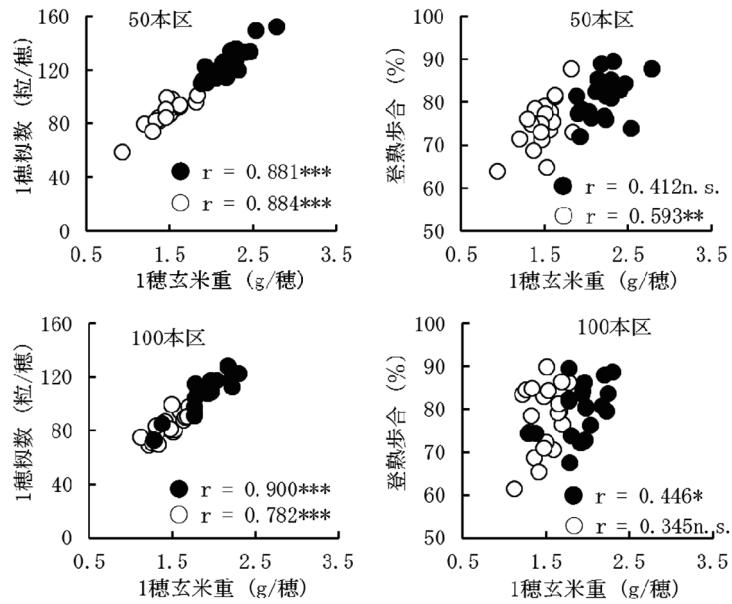 50本区
160
120
80
40
0
1穂籾数 (粒/穂)
r = 0.881***
r = 0.884***
0.5 1.5 2.5 3.5
1穂玄米重 (g/穂)
50本区
100
90
80
70
60
50
登熟歩合 (%)
r = 0.412n.s.
r = 0.593**
0.5 1.5 2.5 3.5
1穂玄米重 (g/穂)
100本区
160
120
80
40
0
1穂籾数 (粒/穂)
r = 0.900***
r = 0.782***
0.5 1.5 2.5 3.5
1穂玄米重 (g/穂)
100本区
100
90
80
70
60
50
登熟歩合 (%)
r = 0.446*
r = 0.345n.s.
0.5 1.5 2.5 3.5
1穂玄米重 (g/穂)